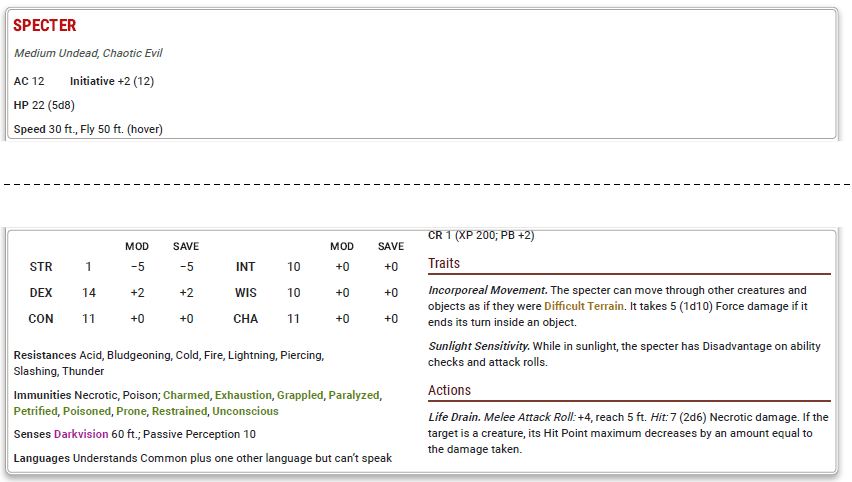 SPECTER
Medium Undead, Chaotic Evil
AC 12 Initiative +2 (12)
HP 22 (5d8)
Speed 30 ft., Fly 50 ft. (hover)
MOD SAVE MOD SAVE
STR 1 −5 −5 INT 10 +0 +0
DEX 14 +2 +2 WIS 10 +0 +0
CON 11 +0 +0 CHA 11 +0 +0
Resistances Acid, Bludgeoning, Cold, Fire, Lightning, Piercing,
Slashing, Thunder
Immunities Necrotic, Poison; Charmed, Exhaustion, Grappled, Paralyzed,
Petrified, Poisoned, Prone, Restrained, Unconscious
Senses Darkvision 60 ft.; Passive Perception 10
Languages Understands Common plus one other language but can’t speak
CR 1 (XP 200; PB +2)
Traits
Incorporeal Movement. The specter can move through other creatures and
objects as if they were Difficult Terrain. It takes 5 (1d10) Force damage if it
ends its turn inside an object.
Sunlight Sensitivity. While in sunlight, the specter has Disadvantage on ability
checks and attack rolls.
Actions
Life Drain. Melee Attack Roll: +4, reach 5 ft. Hit: 7 (2d6) Necrotic damage. If the
target is a creature, its Hit Point maximum decreases by an amount equal to
the damage taken.